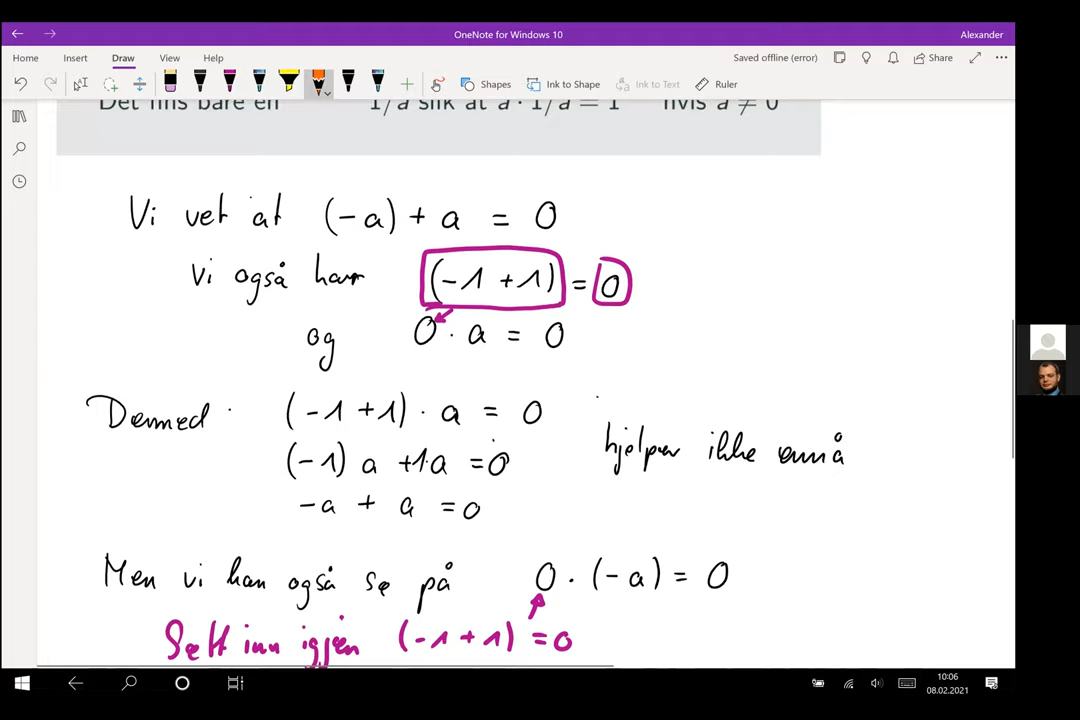 OneNote for Windows 10
Alexander
Home Insert Draw View Help
Saved offline (error) Share
Shapes Ink to Shape Ink to Text Ruler
Det fins bare en 1/a slik at a · 1/a = 1 hvis a ≠ 0
Vi vet at (-a) + a = 0
Vi også har (-1 +1) = 0
og 0 · a = 0
Dermed: (-1 +1) · a = 0
(-1) a +1·a = 0
hjelper ikke ennå
-a + a = 0
Men vi kan også se på 0 · (-a) = 0
Sett inn igjen (-1 + 1) = 0
10:06
08.02.2021